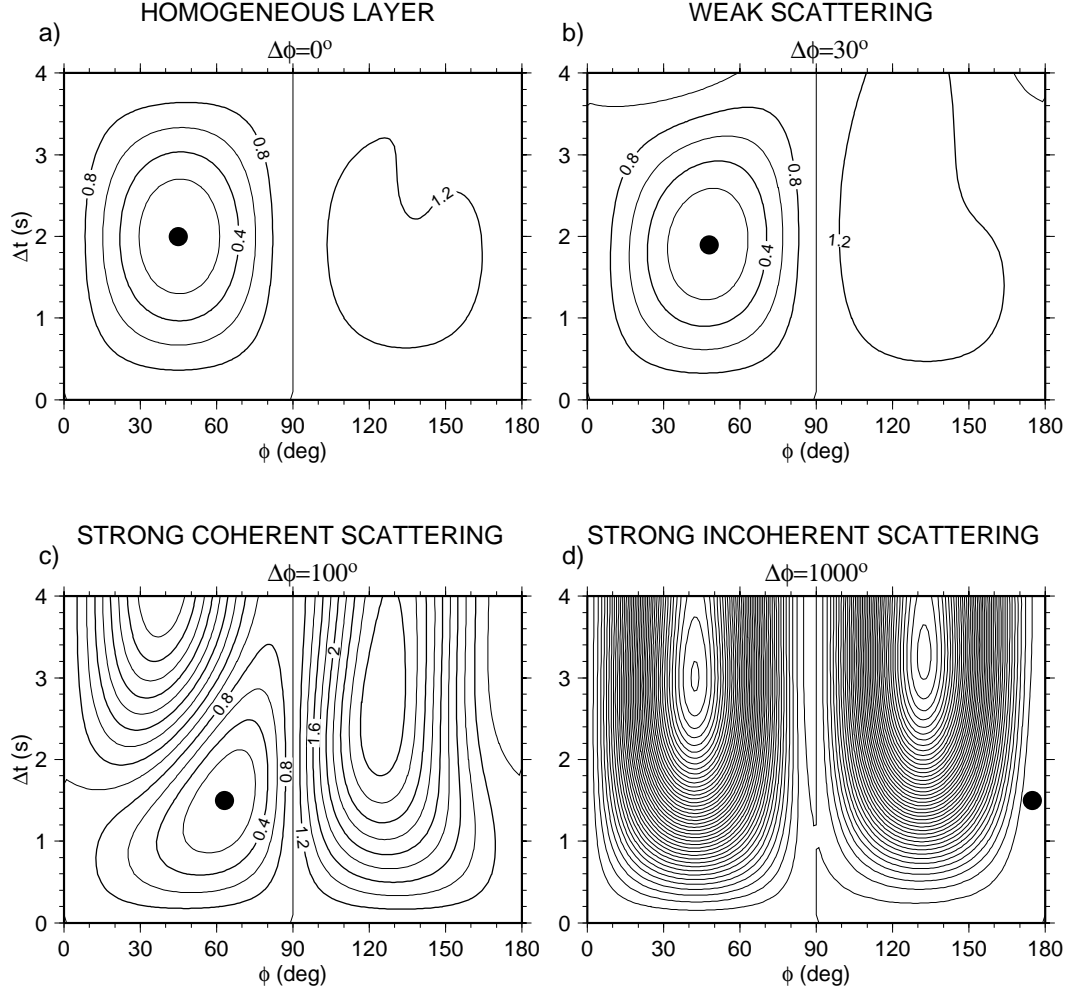 HOMOGENEOUS LAYER
a)
Δϕ=0°
0.8
0.8
0.4
1.2
4
3
2
1
0
Δt (s)
0 30 60 90 120 150 180
ϕ (deg)
WEAK SCATTERING
b)
Δϕ=30°
0.8
0.8
0.4
1.2
4
3
2
1
0
0 30 60 90 120 150 180
ϕ (deg)
STRONG COHERENT SCATTERING
c)
Δϕ=100°
2
0.8
1.6
0.8
0.4
1.2
4
3
2
1
0
Δt (s)
0 30 60 90 120 150 180
ϕ (deg)
STRONG INCOHERENT SCATTERING
d)
Δϕ=1000°
4
3
2
1
0
0 30 60 90 120 150 180
ϕ (deg)